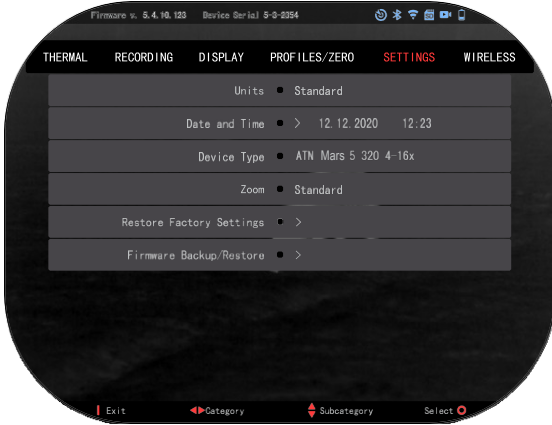 Firmware v. 5.4.10.123 Device Serial 5-3-2354
THERMAL RECORDING DISPLAY PROFILES/ZERO SETTINGS WIRELESS
Units Standard
Date and Time > 12.12.2020 12:23
Device Type ATN Mars 5 320 4-16x
Zoom Standard
Restore Factory Settings >
Firmware Backup/Restore >
Exit Category Subcategory Select